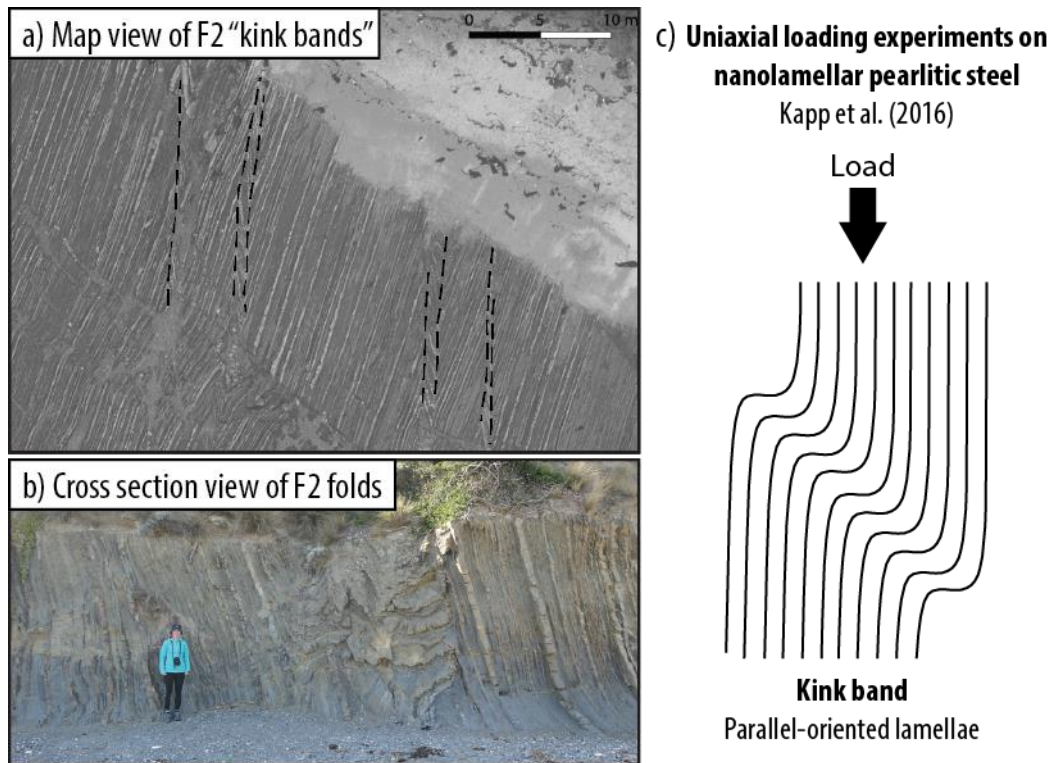 a) Map view of F2 “kink bands”
0 5 10 m
b) Cross section view of F2 folds
c) Uniaxial loading experiments on
nanolamellar pearlitic steel
Kapp et al. (2016)
Load
Kink band
Parallel-oriented lamellae